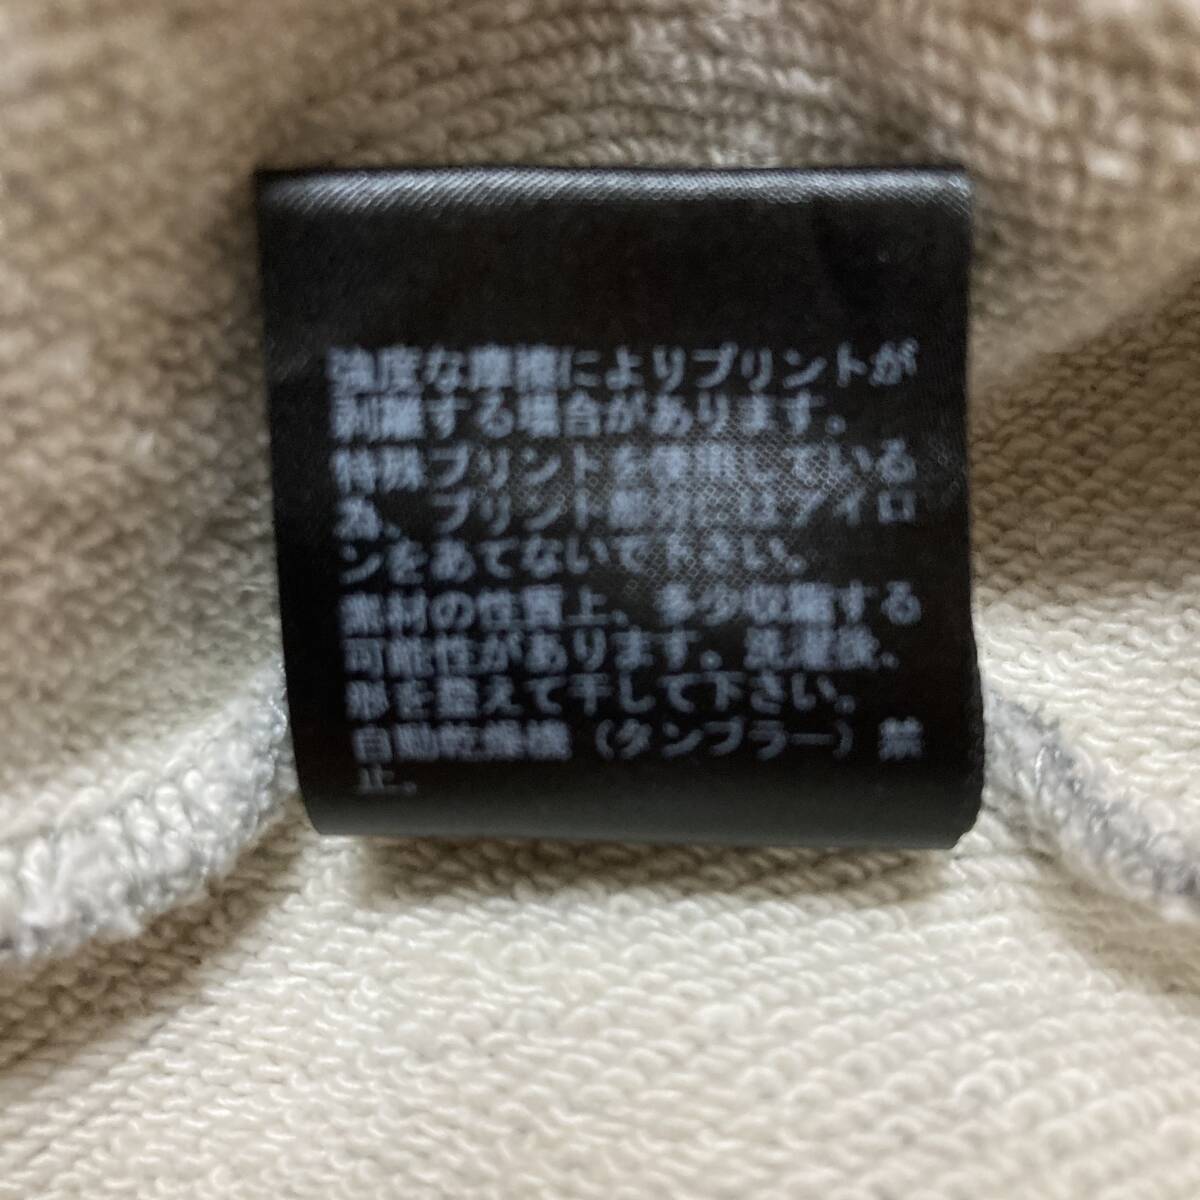 強度な摩擦によりプリントが
剥離する場合があります。
特殊プリントを使用している
為、プリント部分にはアイロ
ンをあてないで下さい。
素材の性質上、多少収縮する
可能性があります。洗濯後、
形を整えて干して下さい。
自動乾燥機（タンブラー）禁
止。